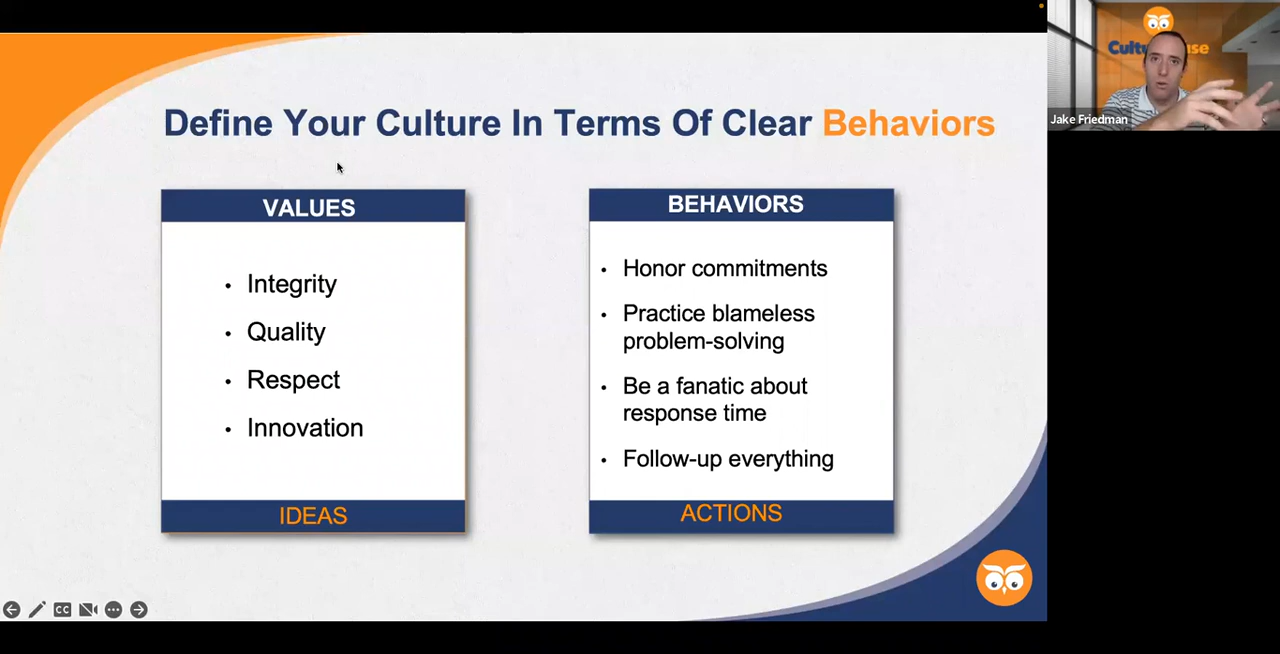 Define Your Culture In Terms Of Clear Behaviors
VALUES
• Integrity
• Quality
• Respect
• Innovation
IDEAS
BEHAVIORS
• Honor commitments
• Practice blameless
problem-solving
• Be a fanatic about
response time
• Follow-up everything
ACTIONS
CC
Jake Friedman